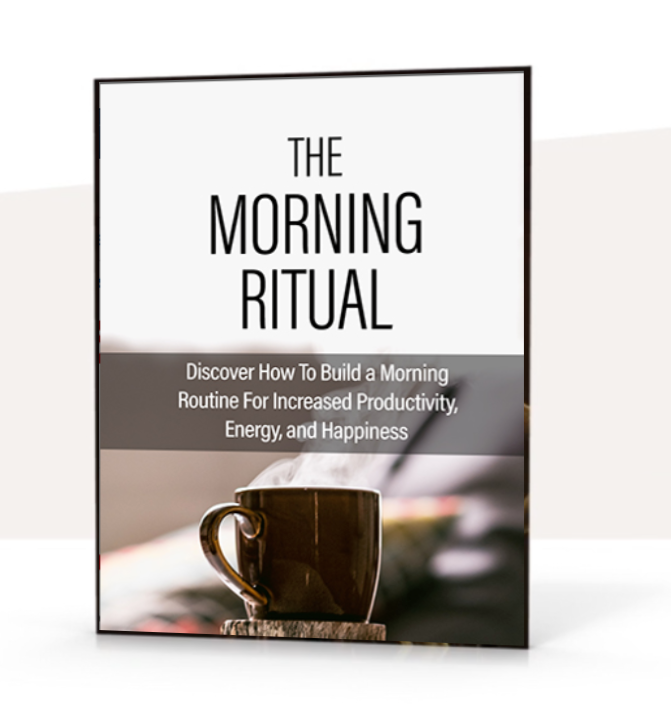 THE
MORNING
RITUAL
Discover How To Build a Morning
Routine For Increased Productivity,
Energy, and Happiness